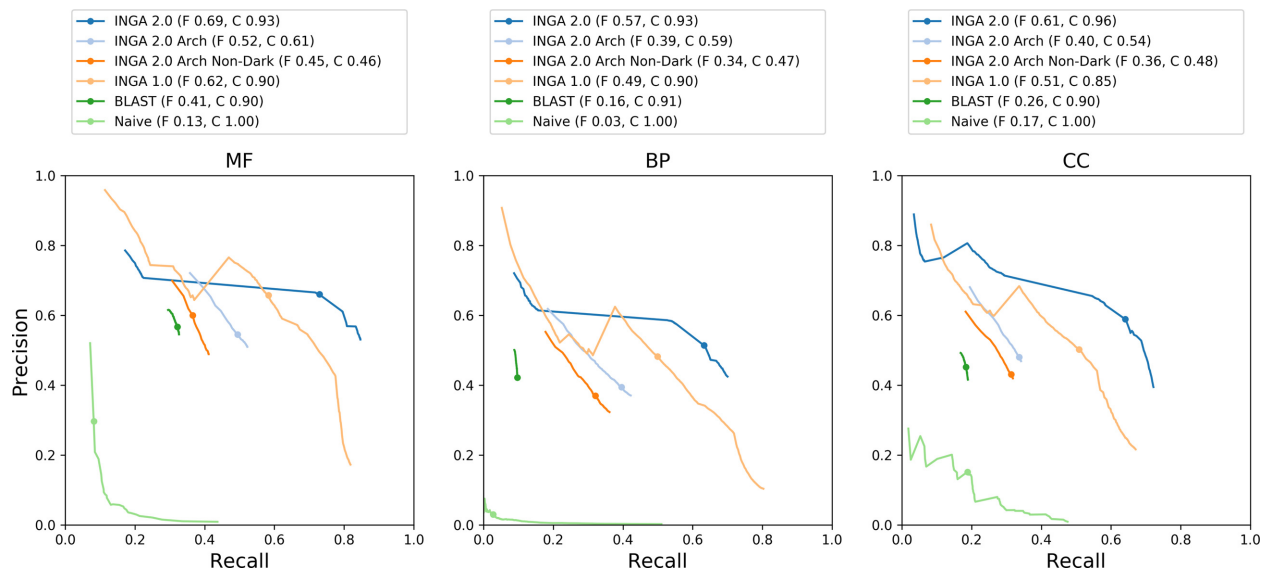 INGA 2.0 (F 0.69, C 0.93)
INGA 2.0 Arch (F 0.52, C 0.61)
INGA 2.0 Arch Non-Dark (F 0.45, C 0.46)
INGA 1.0 (F 0.62, C 0.90)
BLAST (F 0.41, C 0.90)
Naive (F 0.13, C 1.00)
INGA 2.0 (F 0.57, C 0.93)
INGA 2.0 Arch (F 0.39, C 0.59)
INGA 2.0 Arch Non-Dark (F 0.34, C 0.47)
INGA 1.0 (F 0.49, C 0.90)
BLAST (F 0.16, C 0.91)
Naive (F 0.03, C 1.00)
INGA 2.0 (F 0.61, C 0.96)
INGA 2.0 Arch (F 0.40, C 0.54)
INGA 2.0 Arch Non-Dark (F 0.36, C 0.48)
INGA 1.0 (F 0.51, C 0.85)
BLAST (F 0.26, C 0.90)
Naive (F 0.17, C 1.00)
MF
Precision
1.0
0.8
0.6
0.4
0.2
0.0
0.0 0.2 0.4 0.6 0.8 1.0
Recall
BP
1.0
0.8
0.6
0.4
0.2
0.0
0.0 0.2 0.4 0.6 0.8 1.0
Recall
CC
1.0
0.8
0.6
0.4
0.2
0.0
0.0 0.2 0.4 0.6 0.8 1.0
Recall